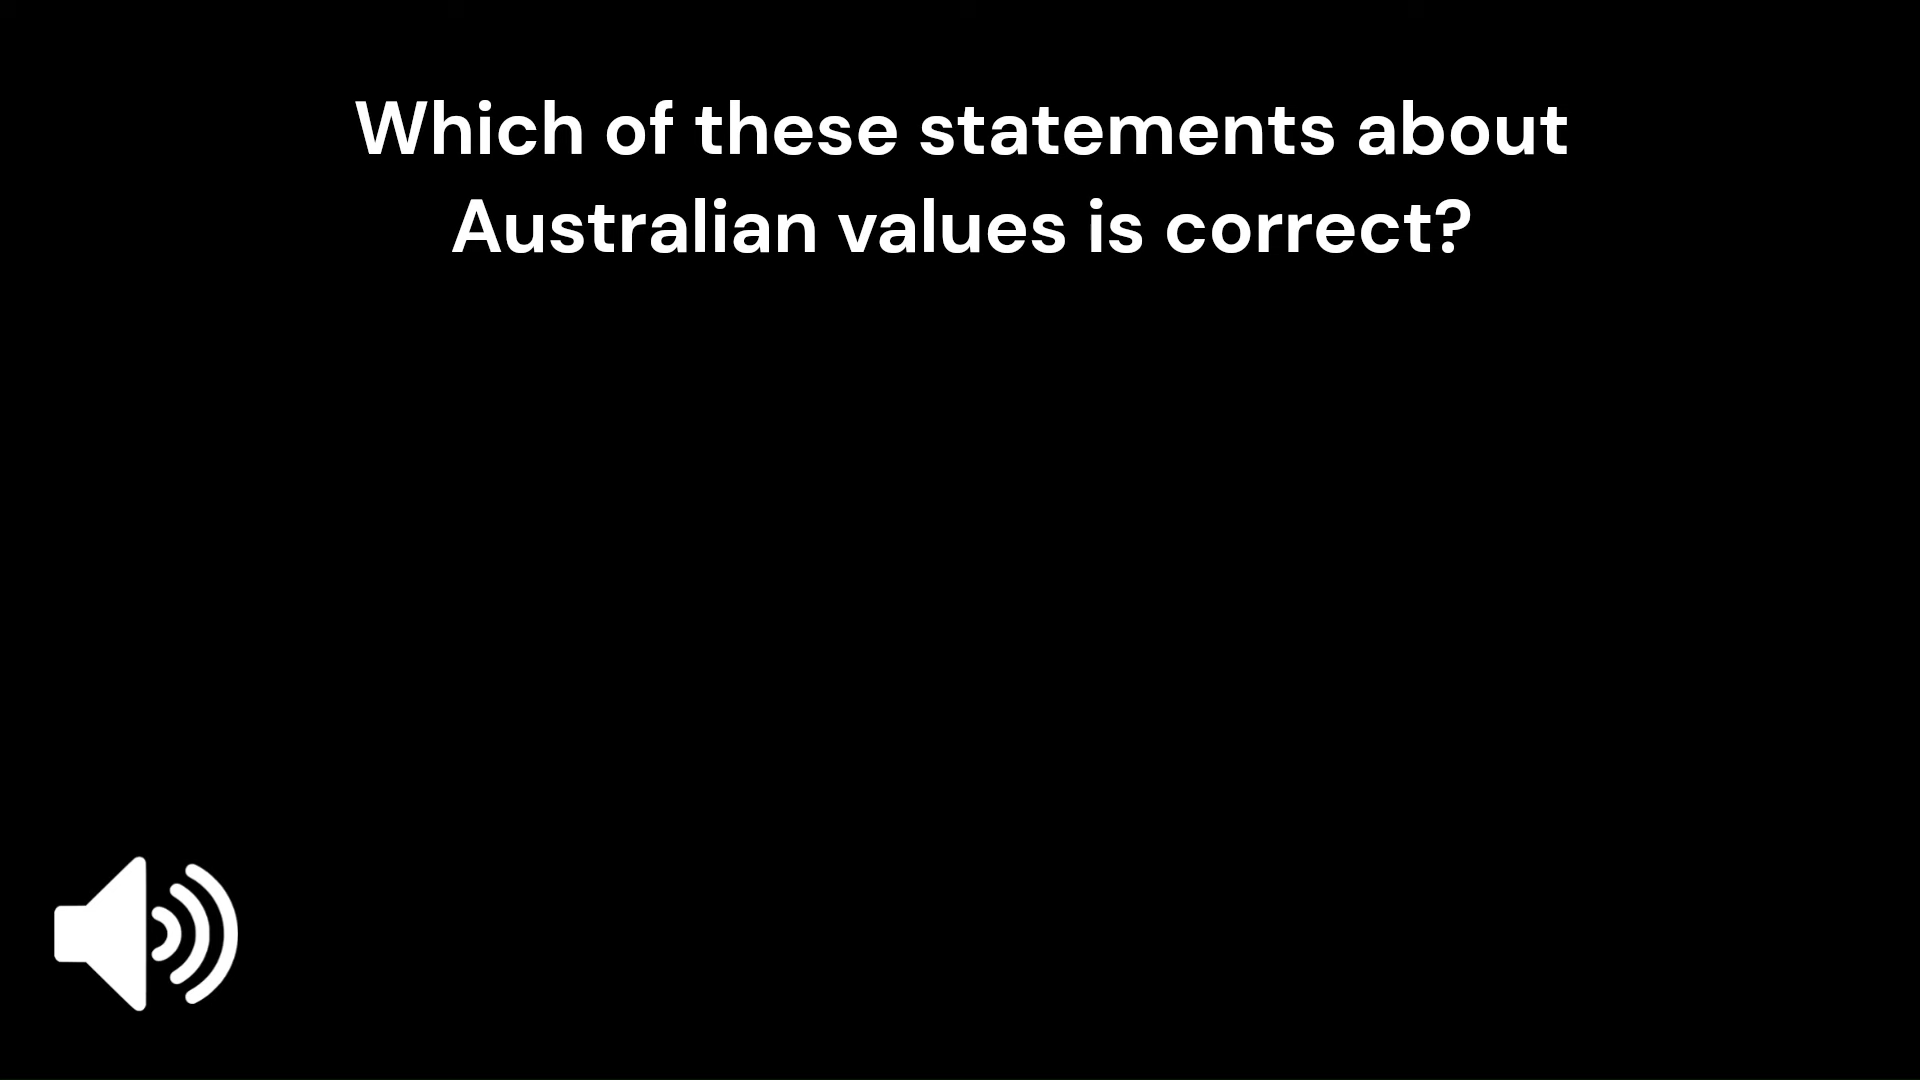 Which of these statements about
Australian values is correct?